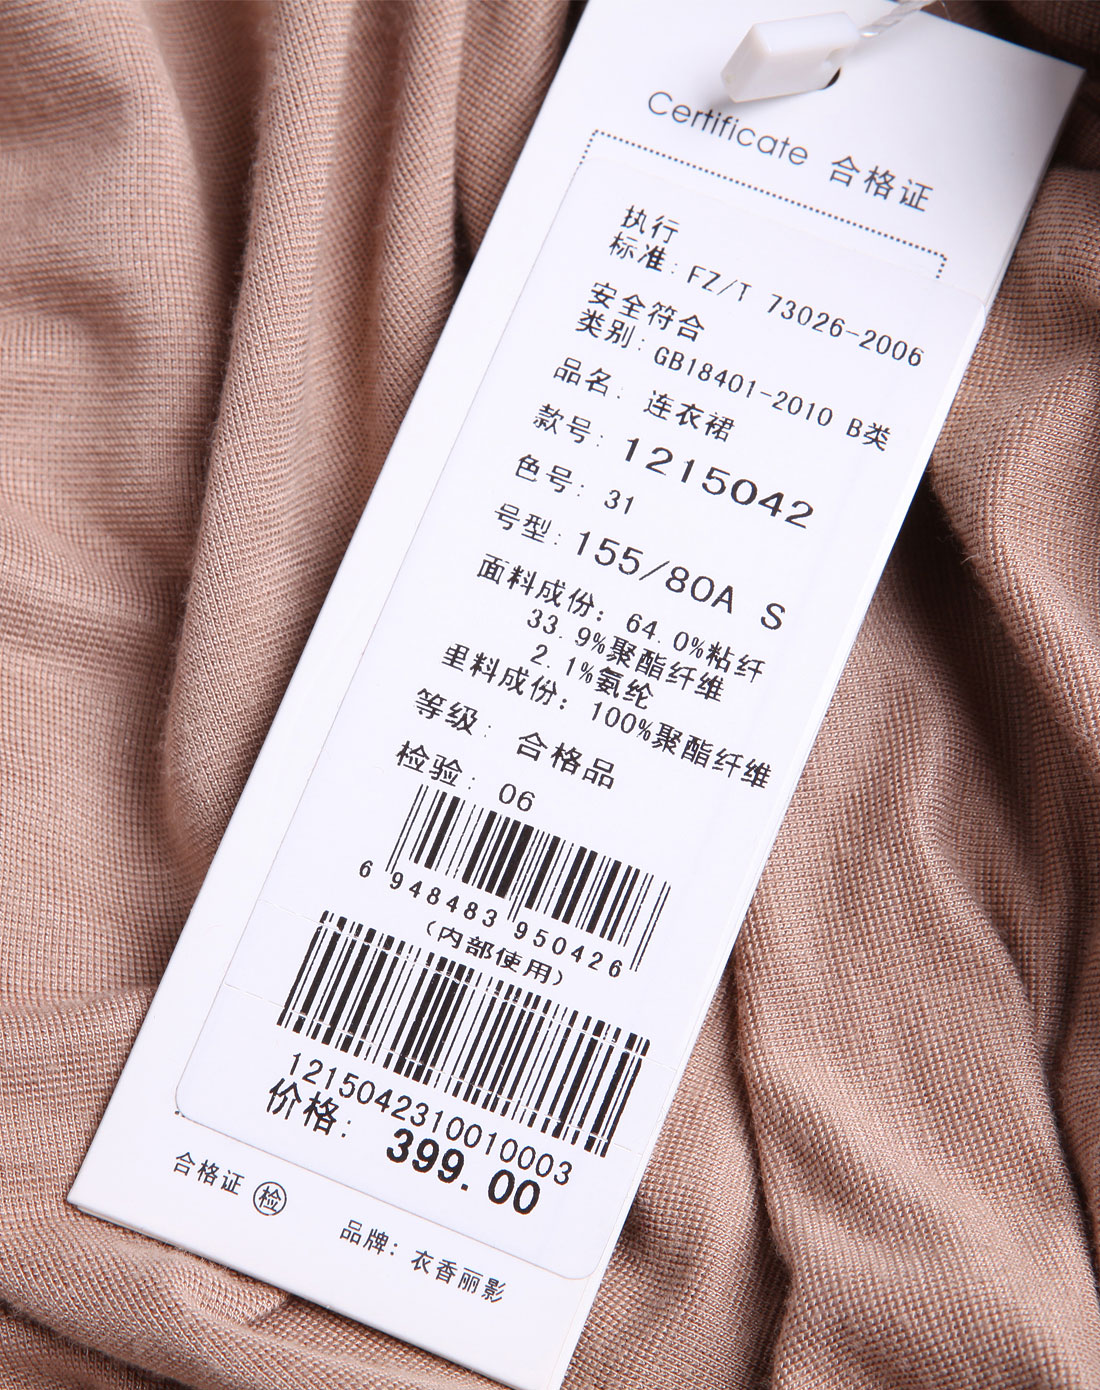 Certificate 合格证
执行
标准: FZ/T 73026-2006
安全符合
类别: GB18401-2010 B类
品名: 连衣裙
款号: 1215042
色号: 31
号型: 155/80A S
面料成份: 64.0%粘纤
33.9%聚酯纤维
2.1%氨纶
里料成份: 100%聚酯纤维
等级: 合格品
检验: 06
6 948483 950426
(内部使用)
1215042310010003
价格: 399.00
合格证 检
品牌: 衣香丽影